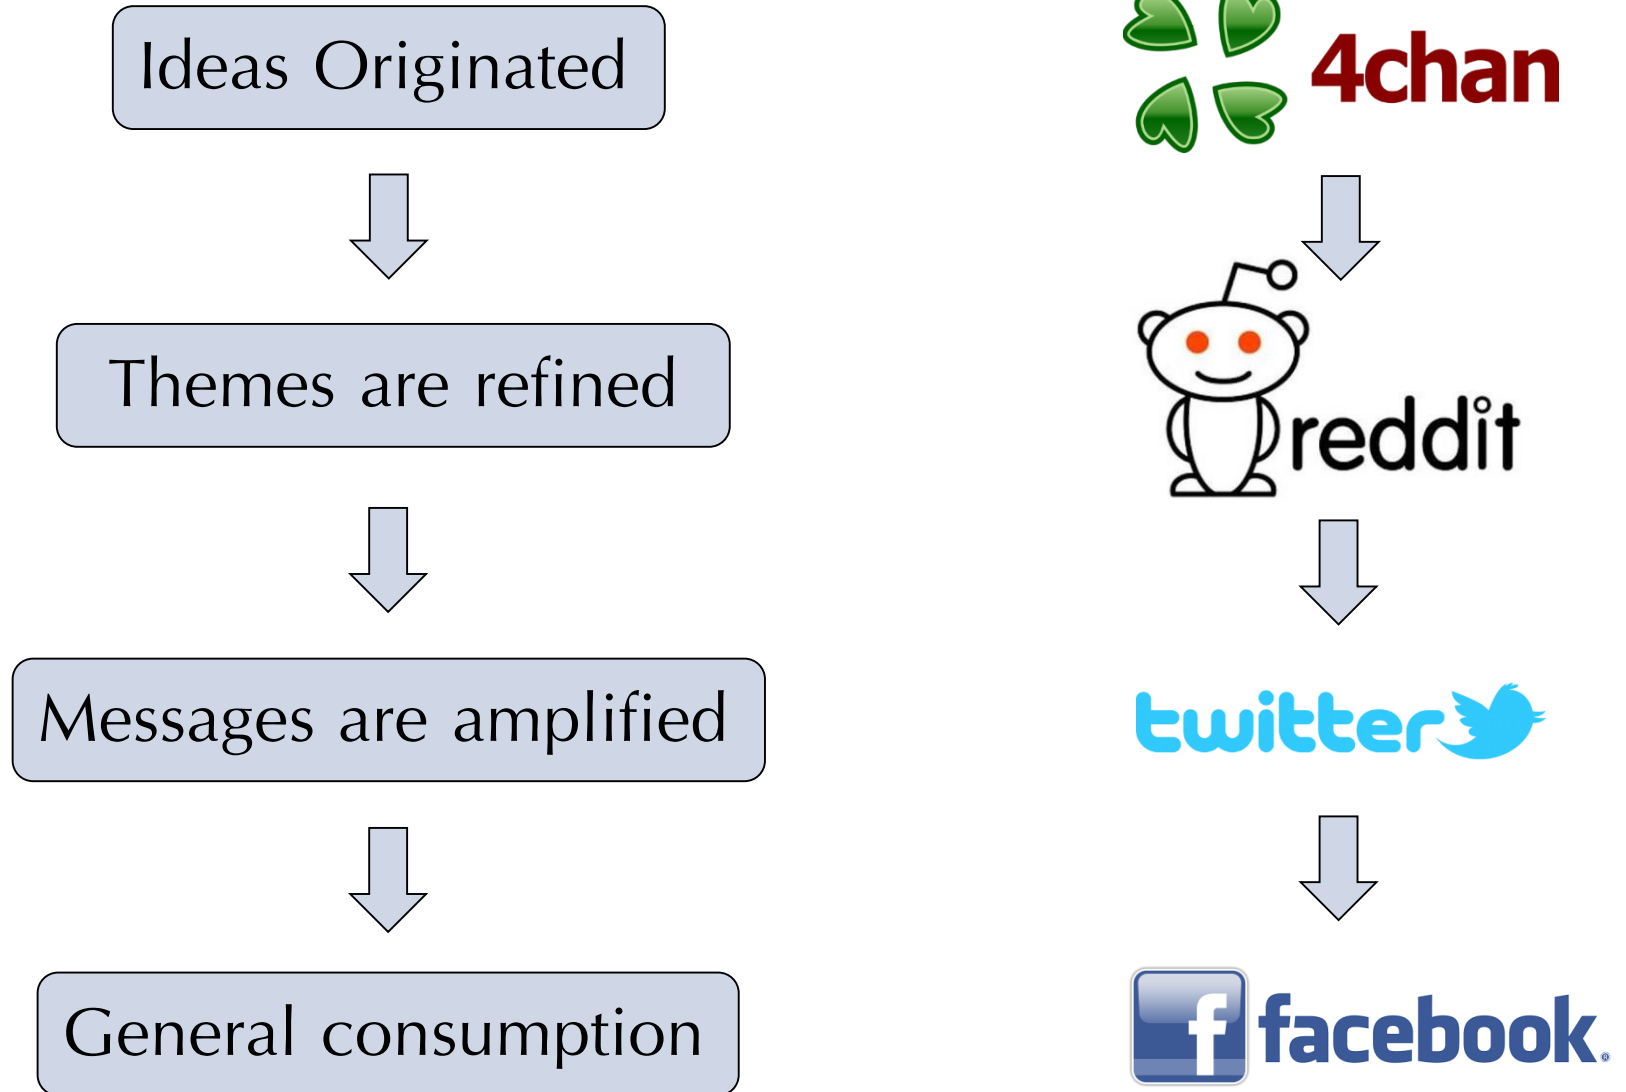 Ideas Originated
4chan
Themes are refined
reddit
Messages are amplified
twitter
General consumption
f facebook®